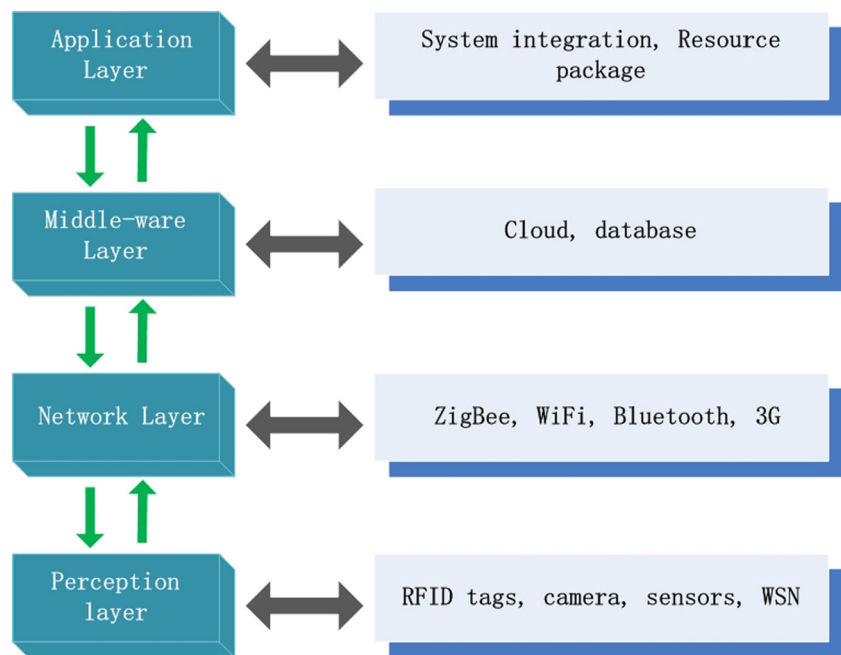 Application
Layer
System integration, Resource
package
Middle-ware
Layer
Cloud, database
Network Layer
ZigBee, WiFi, Bluetooth, 3G
Perception
layer
RFID tags, camera, sensors, WSN